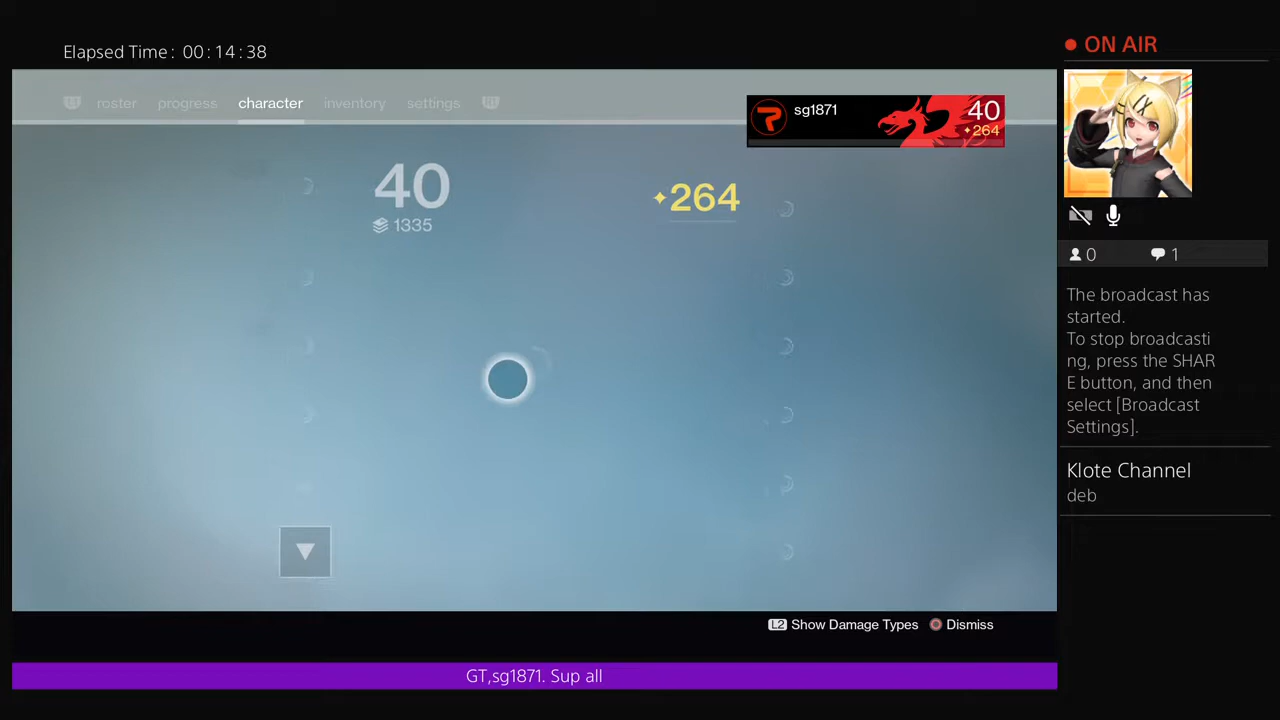 Elapsed Time: 00:14:38
ON AIR
L1 roster progress character inventory settings R1
sg1871
40
264
40
1335
264
0
1
The broadcast has
started.
To stop broadcasti
ng, press the SHAR
E button, and then
select [Broadcast
Settings].
Klote Channel
deb
L2 Show Damage Types Dismiss
GT,sg1871. Sup all